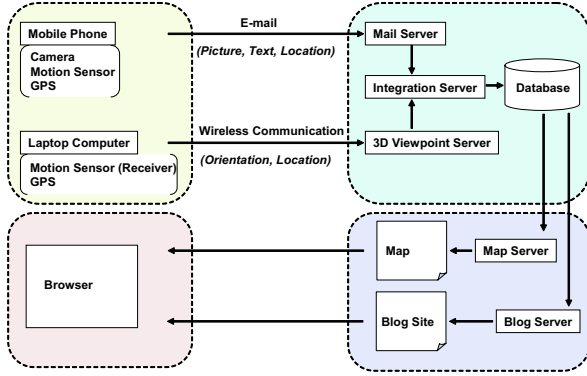 Mobile Phone
Camera
Motion Sensor
GPS
E-mail
(Picture, Text, Location)
Mail Server
Integration Server
Database
Laptop Computer
Motion Sensor (Receiver)
GPS
Wireless Communication
(Orientation, Location)
3D Viewpoint Server
Browser
Map
Map Server
Blog Site
Blog Server